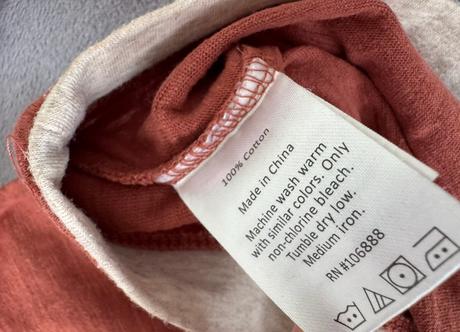 100% Cotton
Made in China
Machine wash warm
with similar colors. Only
non-chlorine bleach.
Tumble dry low.
Medium iron.
RN #106888